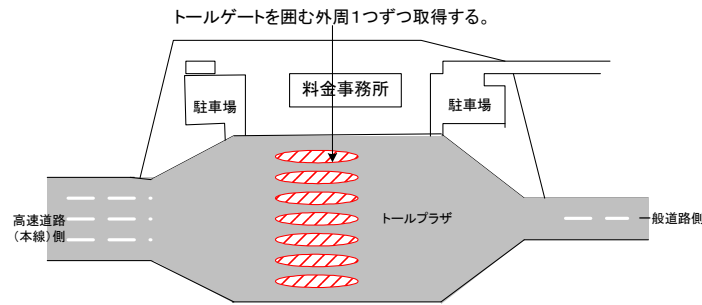 トールゲートを囲む外周１つずつ取得する。
料金事務所
駐車場
駐車場
高速道路
（本線）側
トールプラザ
一般道路側